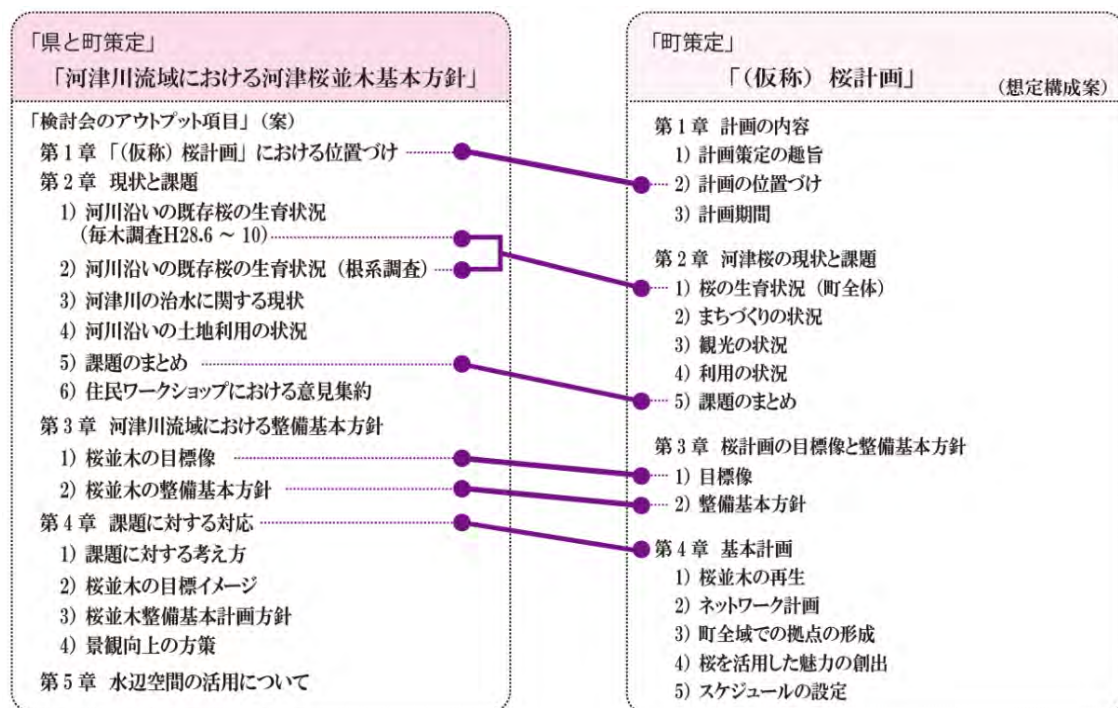 「県と町策定」
「河津川流域における河津桜並木基本方針」
「検討会のアウトプット項目」（案）
第1章 「(仮称) 桜計画」における位置づけ
第2章 現状と課題
1) 河川沿いの既存桜の生育状況
（毎木調査H28.6 ～ 10）
2) 河川沿いの既存桜の生育状況（根系調査）
3) 河津川の治水に関する現状
4) 河川沿いの土地利用の状況
5) 課題のまとめ
6) 住民ワークショップにおける意見集約
第3章 河津川流域における整備基本方針
1) 桜並木の目標像
2) 桜並木の整備基本方針
第4章 課題に対する対応
1) 課題に対する考え方
2) 桜並木の目標イメージ
3) 桜並木整備基本計画方針
4) 景観向上の方策
第5章 水辺空間の活用について
「町策定」
「(仮称) 桜計画」
（想定構成案）
第1章 計画の内容
1) 計画策定の趣旨
2) 計画の位置づけ
3) 計画期間
第2章 河津桜の現状と課題
1) 桜の生育状況（町全体）
2) まちづくりの状況
3) 観光の状況
4) 利用の状況
5) 課題のまとめ
第3章 桜計画の目標像と整備基本方針
1) 目標像
2) 整備基本方針
第4章 基本計画
1) 桜並木の再生
2) ネットワーク計画
3) 町全域での拠点の形成
4) 桜を活用した魅力の創出
5) スケジュールの設定